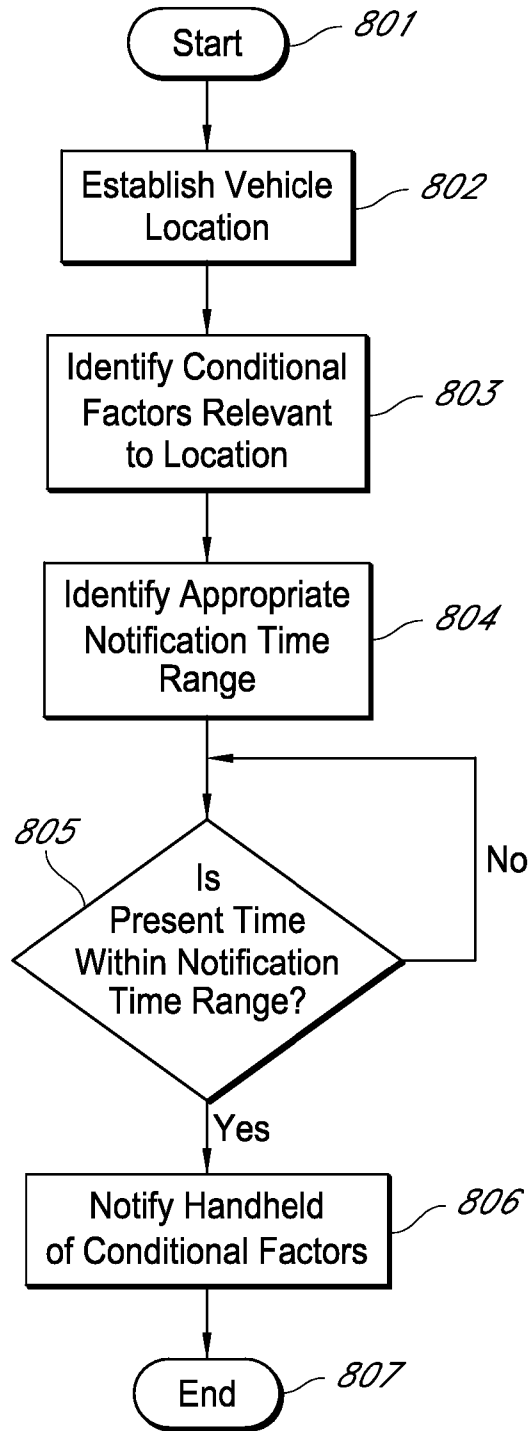 Start
801
Establish Vehicle
Location
802
Identify Conditional
Factors Relevant
to Location
803
Identify Appropriate
Notification Time
Range
804
805
Is
Present Time
Within Notification
Time Range?
No
Yes
Notify Handheld
of Conditional Factors
806
End
807